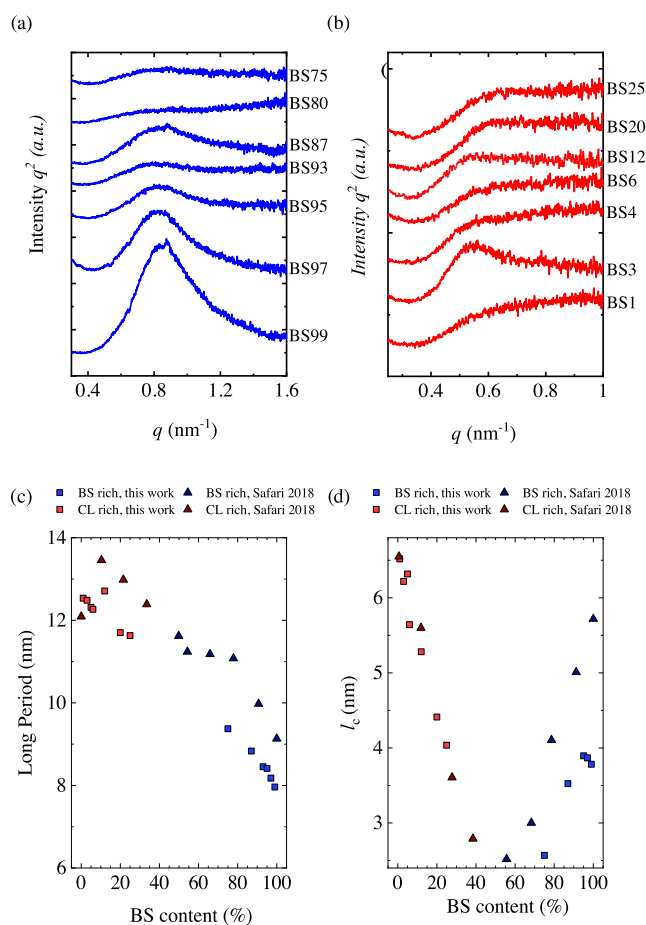 (a)
(b)
Intensity q² (a.u.)
BS75
BS80
BS87
BS93
BS95
BS97
BS99
0.4 0.8 1.2 1.6
q (nm⁻¹)
(
Intensity q² (a.u.)
BS25
BS20
BS12
BS6
BS4
BS3
BS1
0.4 0.6 0.8 1
q (nm⁻¹)
(c)
BS rich, this work BS rich, Safari 2018
CL rich, this work CL rich, Safari 2018
Long Period (nm)
14
12
10
8
6
0 20 40 60 80 100
BS content (%)
(d)
BS rich, this work BS rich, Safari 2018
CL rich, this work CL rich, Safari 2018
lc (nm)
6
5
4
3
0 20 40 60 80 100
BS content (%)